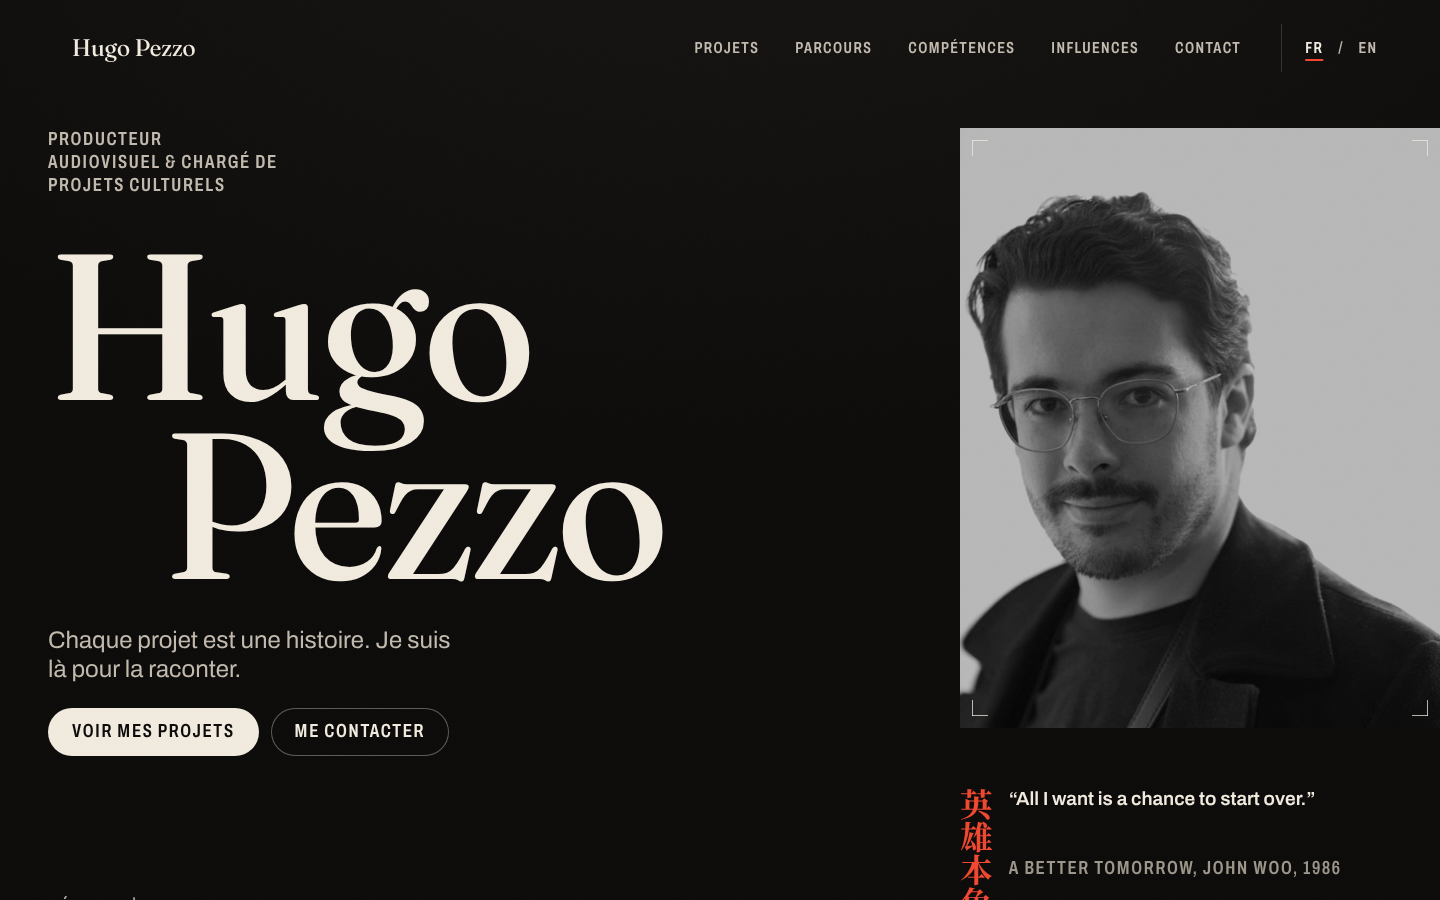 Hugo Pezzo
PROJETS
PARCOURS
COMPÉTENCES
INFLUENCES
CONTACT
FR / EN
PRODUCTEUR
AUDIOVISUEL & CHARGÉ DE
PROJETS CULTURELS
Hugo
Pezzo
Chaque projet est une histoire. Je suis
là pour la raconter.
VOIR MES PROJETS
ME CONTACTER
英雄本色
“All I want is a chance to start over.”
A BETTER TOMORROW, JOHN WOO, 1986